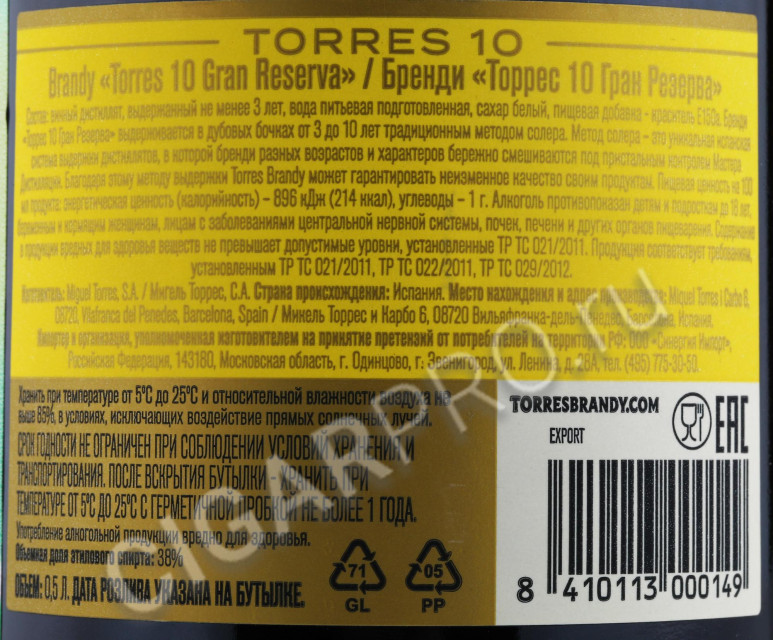 TORRES 10
Brandy «Torres 10 Gran Reserva» / Бренди «Торрес 10 Гран Резерва»
Состав: винный дистиллят, выдержанный не менее 3 лет, вода питьевая подготовленная, сахар белый, пищевая добавка - краситель Е150а. Бренди
«Торрес 10 Гран Резерва» выдерживается в дубовых бочках от 3 до 10 лет традиционным методом солера. Метод солера – это уникальная испанская
система выдержки дистиллятов, в которой бренди разных возрастов и характеров бережно смешиваются под пристальным контролем Мастера
Дистилляции. Благодаря этому методу выдержки Torres Brandy может гарантировать неизменное качество своим продуктам. Пищевая ценность на 100
мл продукта: энергетическая ценность (калорийность) – 896 кДж (214 ккал), углеводы – 1 г. Алкоголь противопоказан детям и подросткам до 18 лет,
беременным и кормящим женщинам, лицам с заболеваниями центральной нервной системы, почек, печени и других органов пищеварения. Содержание
в продукции вредных для здоровья веществ не превышает допустимые уровни, установленные ТР ТС 021/2011. Продукция соответствует требованиям,
установленным ТР ТС 021/2011, ТР ТС 022/2011, ТР ТС 029/2012.
Изготовитель: Miguel Torres, S.A. / Мигель Торрес, С.А. Страна происхождения: Испания. Место нахождения и адрес производства: Miquel Torres i Carbo 6,
08720, Vilafranca del Penedes, Barcelona, Spain / Микель Торрес и Карбо 6, 08720 Вильяфранка-дель-Пенедес, Барселона, Испания.
Импортер и организация, уполномоченная изготовителем на принятие претензий от потребителей на территории РФ: ООО «Синергия Импорт»,
Российская Федерация, 143180, Московская область, г. Одинцово, г. Звенигород, ул. Ленина, д. 28А, тел. (495) 775-30-50.
Хранить при температуре от 5°С до 25°С и относительной влажности воздуха не
выше 85%, в условиях, исключающих воздействие прямых солнечных лучей.
СРОК ГОДНОСТИ НЕ ОГРАНИЧЕН ПРИ СОБЛЮДЕНИИ УСЛОВИЙ ХРАНЕНИЯ И
ТРАНСПОРТИРОВАНИЯ. ПОСЛЕ ВСКРЫТИЯ БУТЫЛКИ - ХРАНИТЬ ПРИ
ТЕМПЕРАТУРЕ ОТ 5°С ДО 25°С С ГЕРМЕТИЧНОЙ ПРОБКОЙ НЕ БОЛЕЕ 1 ГОДА.
Употребление алкогольной продукции вредно для здоровья.
Объемная доля этилового спирта: 38%
ОБЪЕМ: 0,5 Л. ДАТА РОЗЛИВА УКАЗАНА НА БУТЫЛКЕ.
71
GL
05
PP
TORRESBRANDY.COM
EXPORT
EAC
8 410113 000149
CIGARPRO.ru